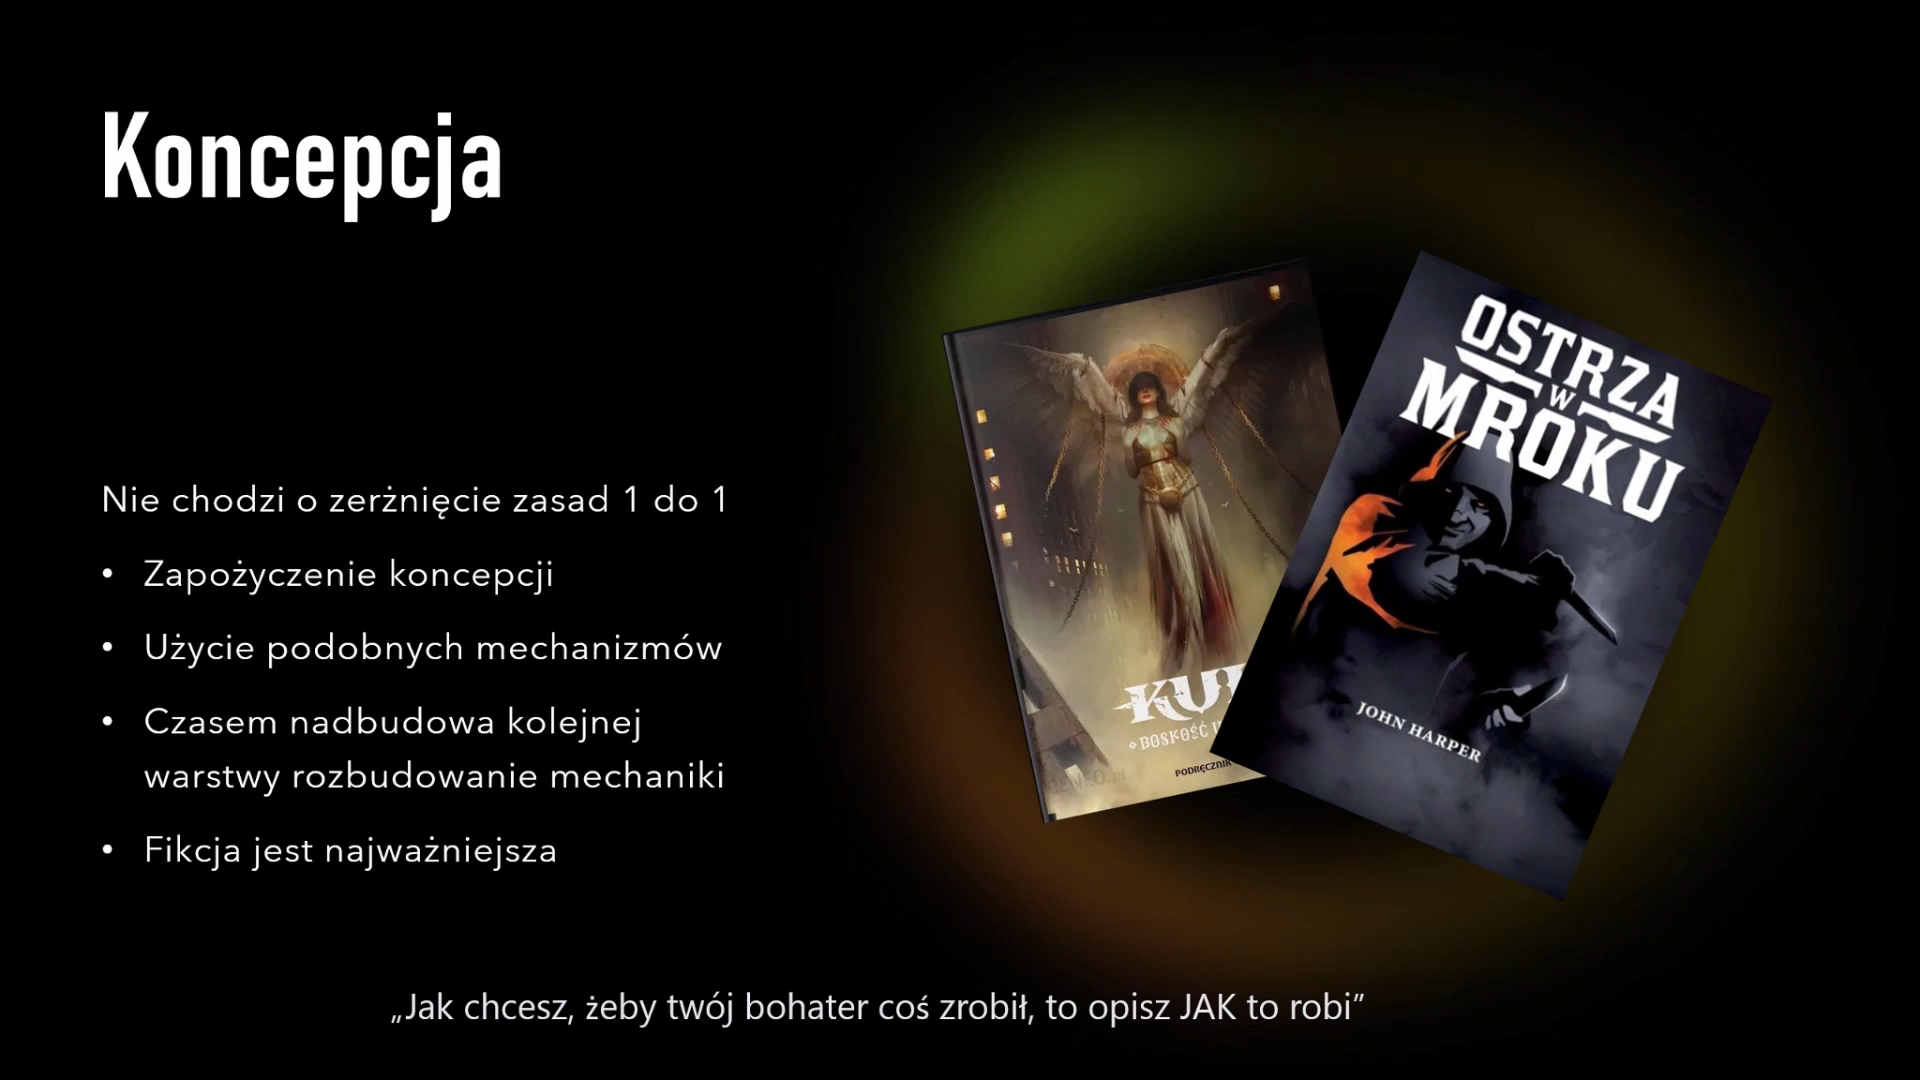 Koncepcja
Nie chodzi o zerżnięcie zasad 1 do 1
• Zapożyczenie koncepcji
• Użycie podobnych mechanizmów
• Czasem nadbudowa kolejnej
warstwy rozbudowanie mechaniki
• Fikcja jest najważniejsza
BOSKOŚĆ
PODRĘCZNIK
OSTRZA
W
MROKU
JOHN HARPER
„Jak chcesz, żeby twój bohater coś zrobił, to opisz JAK to robi”